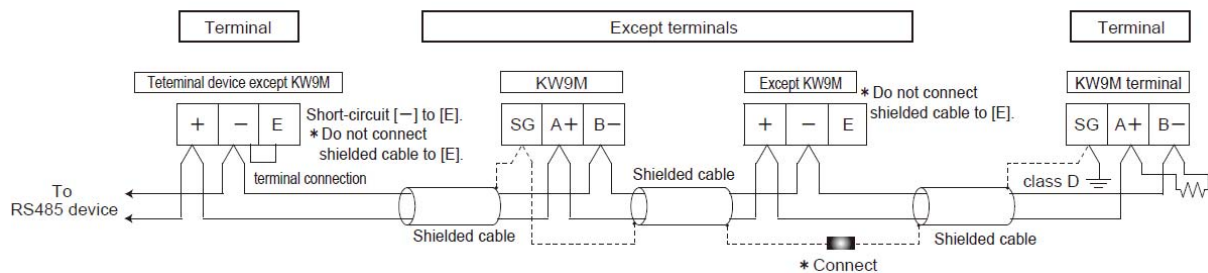 Terminal
Except terminals
Terminal
Teteminal device except KW9M
KW9M
Except KW9M
KW9M terminal
+ − E
Short-circuit [−] to [E].
* Do not connect
shielded cable to [E].
SG A+ B−
+ − E
* Do not connect
shielded cable to [E].
SG A+ B−
terminal connection
Shielded cable
class D
To
RS485 device
Shielded cable
Shielded cable
* Connect